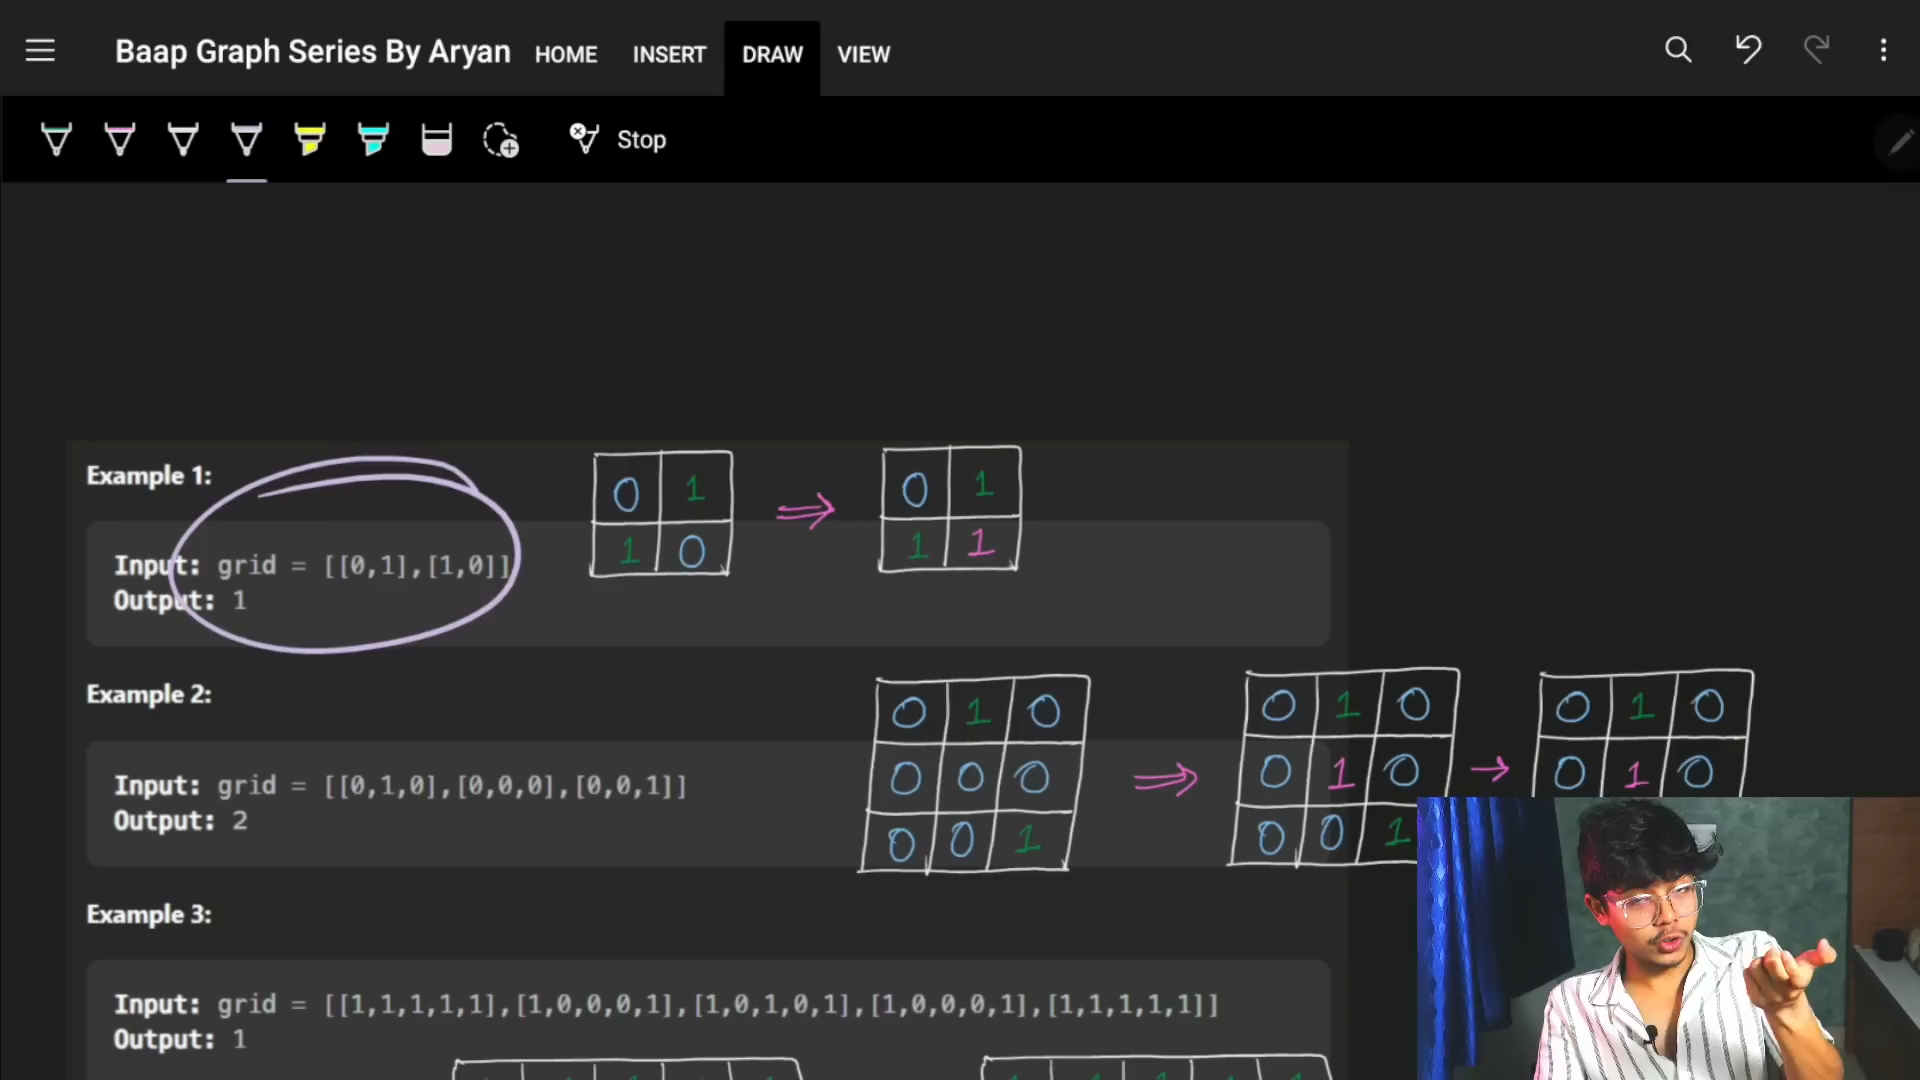 Baap Graph Series By Aryan HOME INSERT DRAW VIEW
Stop
Example 1:
Input: grid = [[0,1],[1,0]]
Output: 1
0 1
1 0
⇒
0 1
1 1
Example 2:
Input: grid = [[0,1,0],[0,0,0],[0,0,1]]
Output: 2
0 1 0
0 0 0
0 0 1
⇒
0 1 0
0 1 0
0 0 1
→
0 1 0
0 1 0
Example 3:
Input: grid = [[1,1,1,1,1],[1,0,0,0,1],[1,0,1,0,1],[1,0,0,0,1],[1,1,1,1,1]]
Output: 1